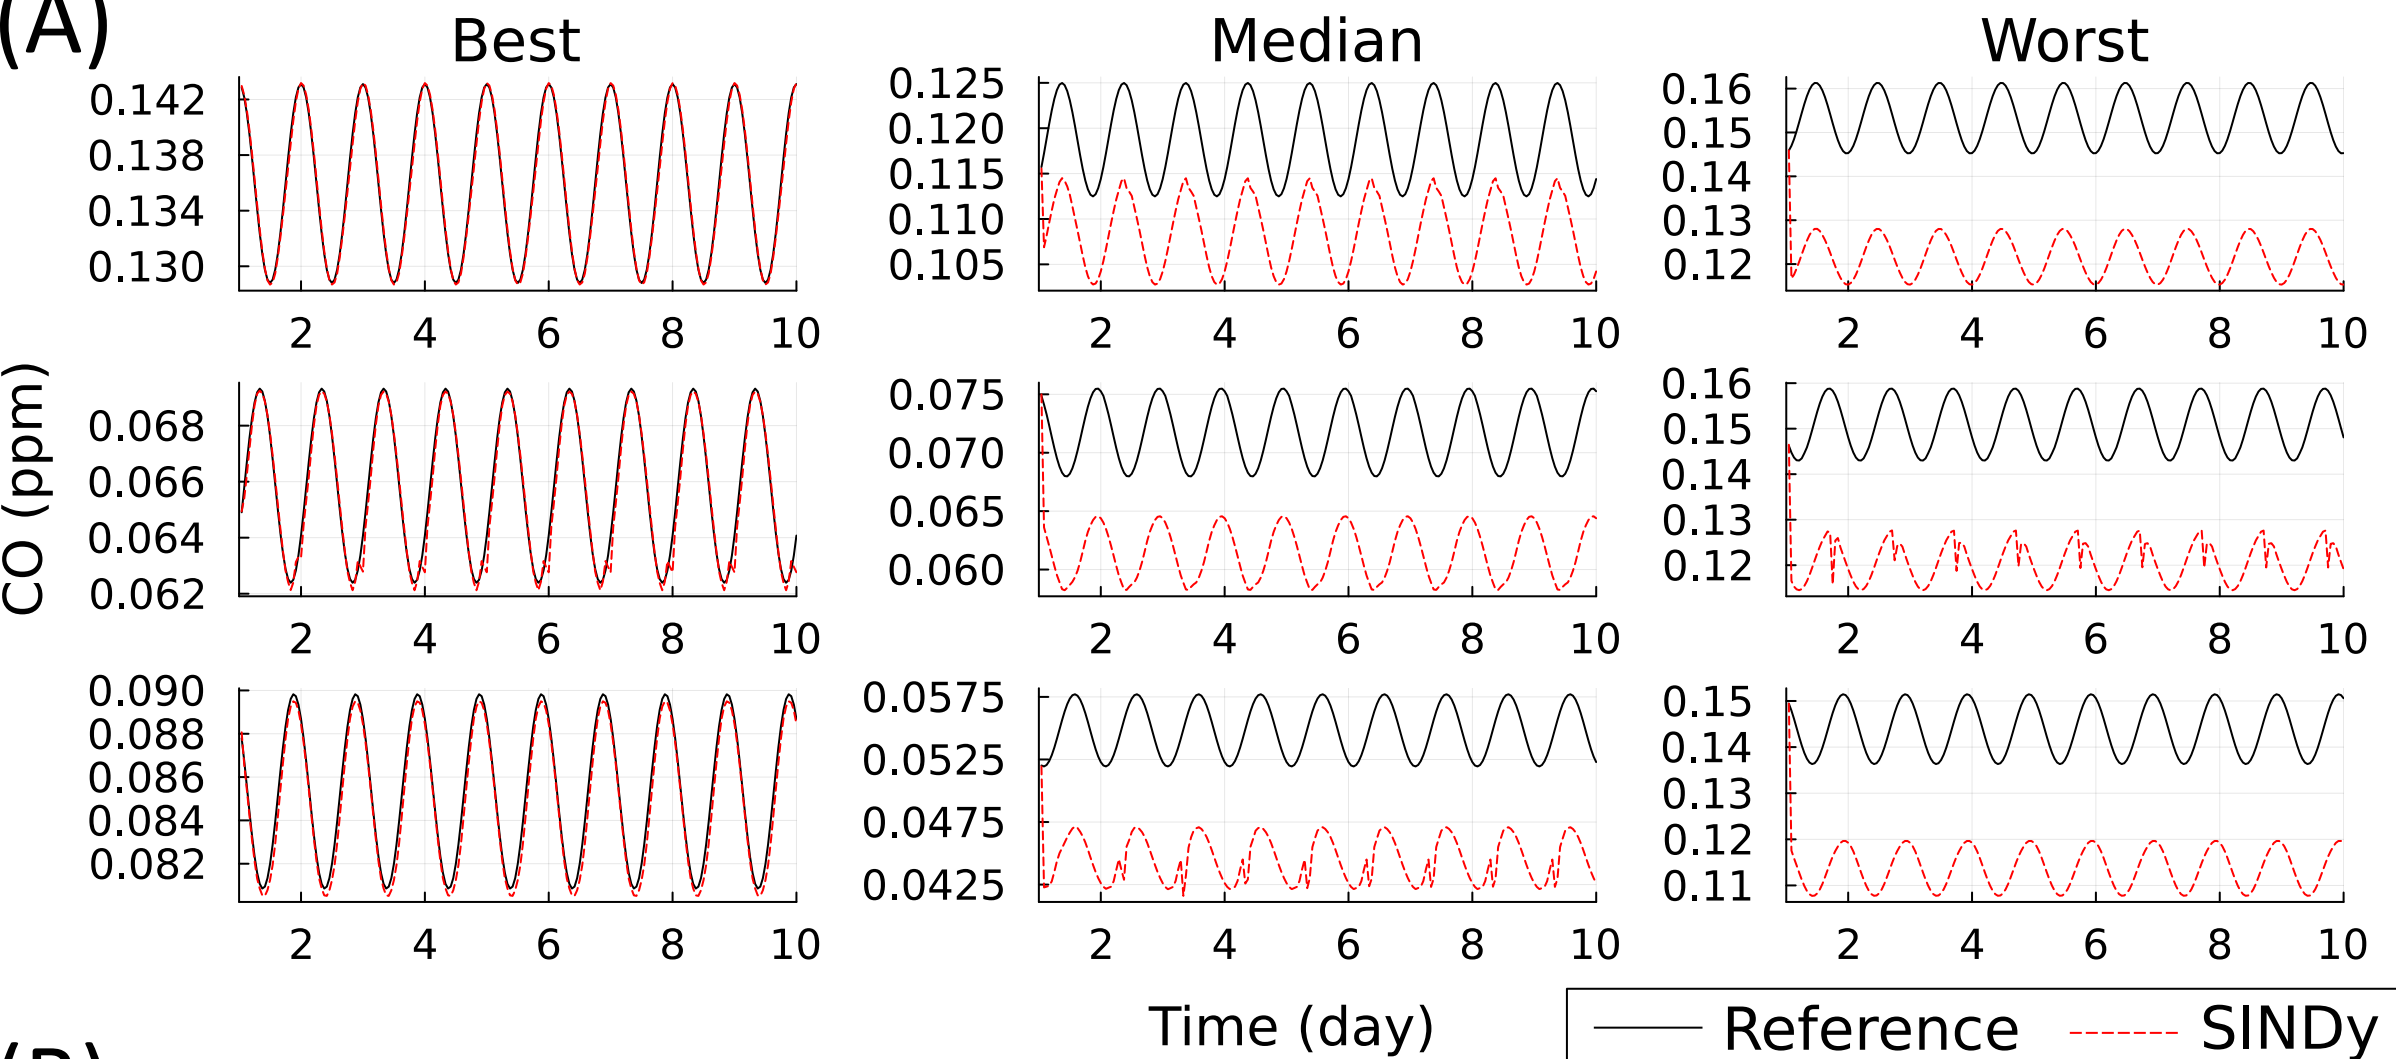 (A)
Best Median Worst
0.142 0.138 0.134 0.130
2 4 6 8 10
0.125 0.120 0.115 0.110 0.105
2 4 6 8 10
0.16 0.15 0.14 0.13 0.12
2 4 6 8 10
CO (ppm)
0.068 0.066 0.064 0.062
2 4 6 8 10
0.075 0.070 0.065 0.060
2 4 6 8 10
0.16 0.15 0.14 0.13 0.12
2 4 6 8 10
0.090 0.088 0.086 0.084 0.082
2 4 6 8 10
0.0575 0.0525 0.0475 0.0425
2 4 6 8 10
0.15 0.14 0.13 0.12 0.11
2 4 6 8 10
Time (day)
Reference SINDy